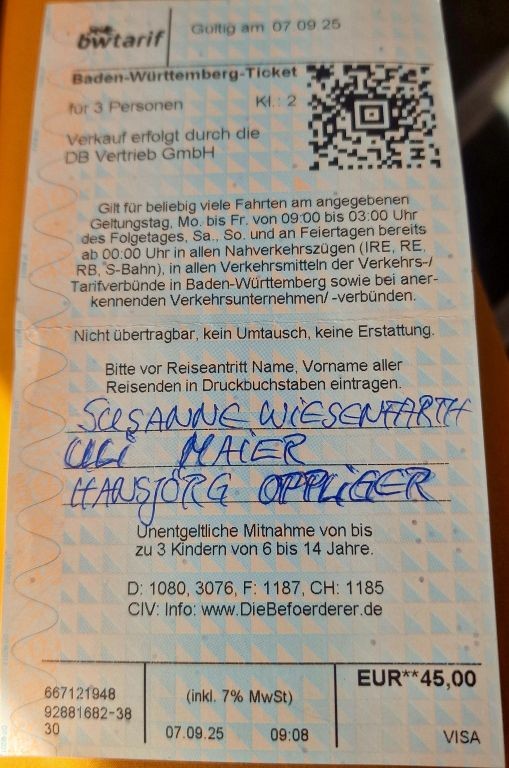 bwtarif
Gültig am 07 09 25
Baden-Württemberg-Ticket
für 3 Personen Kl.: 2
Verkauf erfolgt durch die
DB Vertrieb GmbH
Gilt für beliebig viele Fahrten am angegebenen
Geltungstag, Mo. bis Fr. von 09:00 bis 03:00 Uhr
des Folgetages, Sa., So. und an Feiertagen bereits
ab 00:00 Uhr in allen Nahverkehrszügen (IRE, RE,
RB, S-Bahn), in allen Verkehrsmitteln der Verkehrs-/
Tarifverbünde in Baden-Württemberg sowie bei aner-
kennenden Verkehrsunternehmen/ -verbünden.
Nicht übertragbar, kein Umtausch, keine Erstattung.
Bitte vor Reiseantritt Name, Vorname aller
Reisenden in Druckbuchstaben eintragen.
SUSANNE WIESENFARTH
ULI MAIER
HANSJÖRG OPPLIGER
Unentgeltliche Mitnahme von bis
zu 3 Kindern von 6 bis 14 Jahre.
D: 1080, 3076, F: 1187, CH: 1185
CIV: Info: www.DieBefoerderer.de
667121948
92881682-38
30
(inkl. 7% MwSt)
07.09.25 09:08
EUR**45,00
VISA